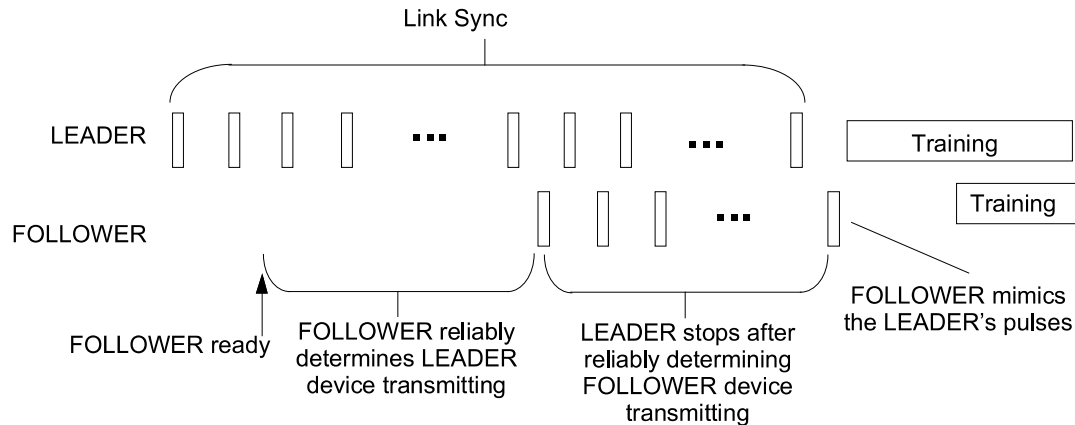 Link Sync
LEADER
Training
FOLLOWER
Training
FOLLOWER ready
FOLLOWER reliably
determines LEADER
device transmitting
LEADER stops after
reliably determining
FOLLOWER device
transmitting
FOLLOWER mimics
the LEADER's pulses